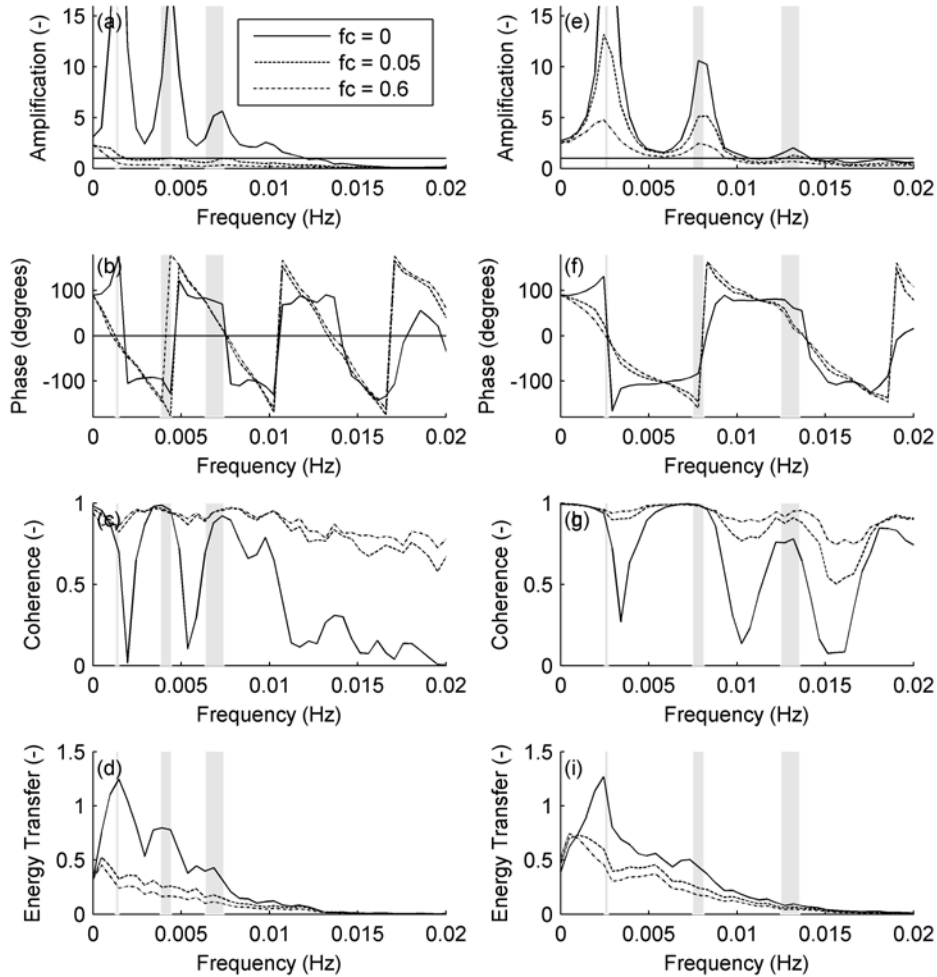 (a)
Amplification (-)
15
10
5
0
fc = 0
fc = 0.05
fc = 0.6
0 0.005 0.01 0.015 0.02
Frequency (Hz)
(e)
Amplification (-)
15
10
5
0
0 0.005 0.01 0.015 0.02
Frequency (Hz)
(b)
Phase (degrees)
100
0
-100
0 0.005 0.01 0.015 0.02
Frequency (Hz)
(f)
Phase (degrees)
100
0
-100
0 0.005 0.01 0.015 0.02
Frequency (Hz)
(c)
Coherence (-)
1
0.5
0
0 0.005 0.01 0.015 0.02
Frequency (Hz)
(g)
Coherence (-)
1
0.5
0
0 0.005 0.01 0.015 0.02
Frequency (Hz)
(d)
Energy Transfer (-)
1.5
1
0.5
0
0 0.005 0.01 0.015 0.02
Frequency (Hz)
(i)
Energy Transfer (-)
1.5
1
0.5
0
0 0.005 0.01 0.015 0.02
Frequency (Hz)